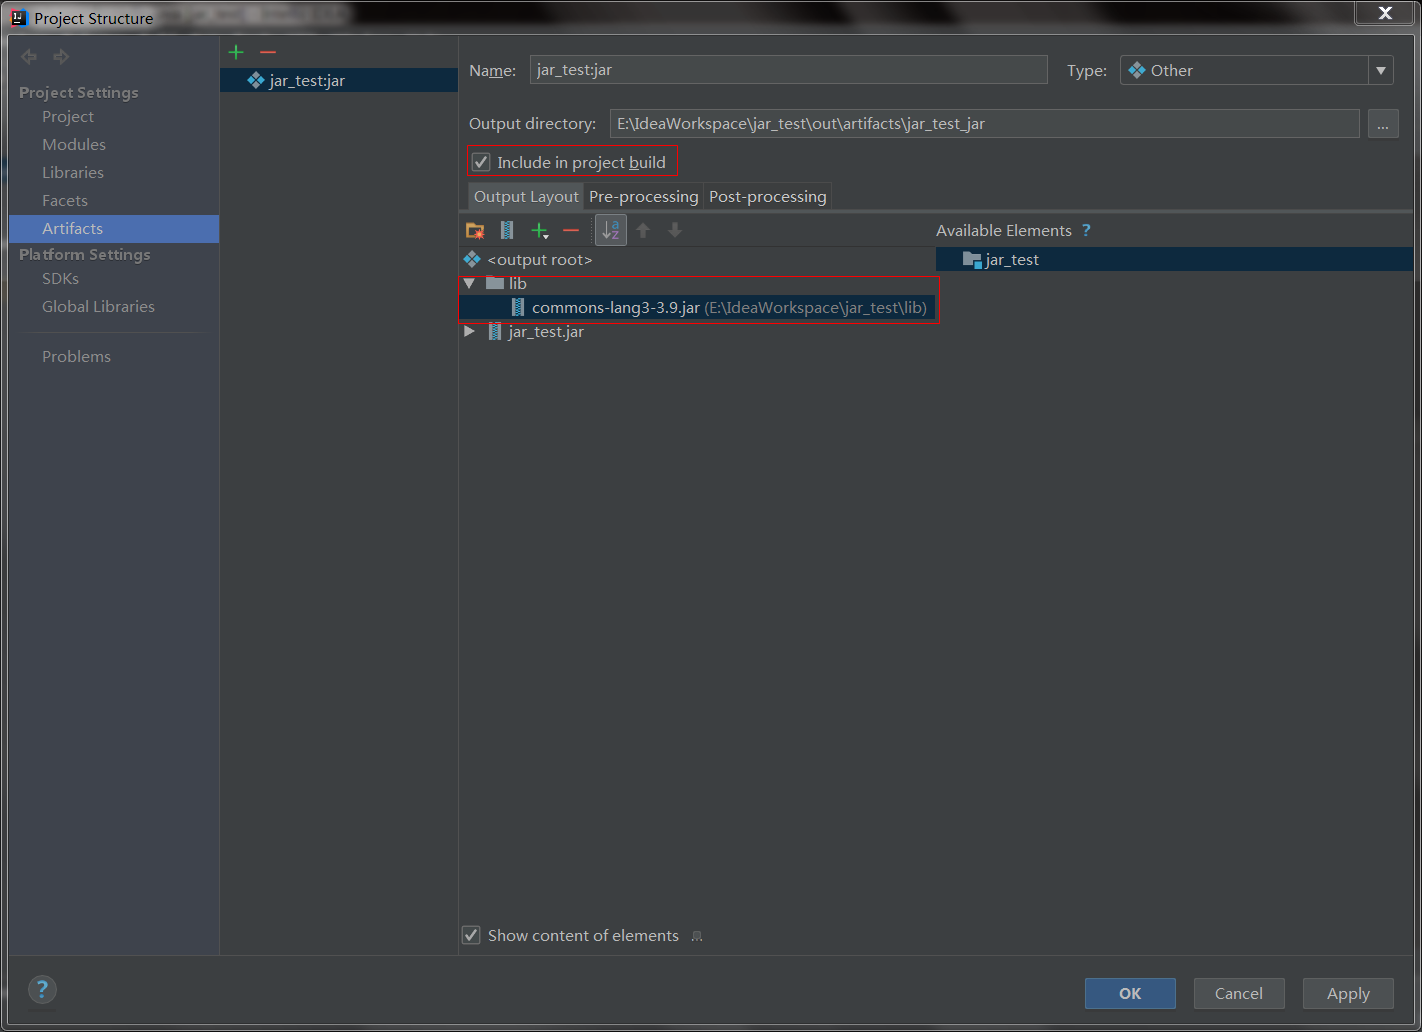 Project Structure
Project Settings
Project
Modules
Libraries
Facets
Artifacts
Platform Settings
SDKs
Global Libraries
Problems
jar_test:jar
Name: jar_test:jar
Type: Other
Output directory: E:\IdeaWorkspace\jar_test\out\artifacts\jar_test_jar ...
Include in project build
Output Layout Pre-processing Post-processing
Available Elements ?
<output root>
jar_test
lib
commons-lang3-3.9.jar (E:\IdeaWorkspace\jar_test\lib)
jar_test.jar
Show content of elements ...
?
OK Cancel Apply